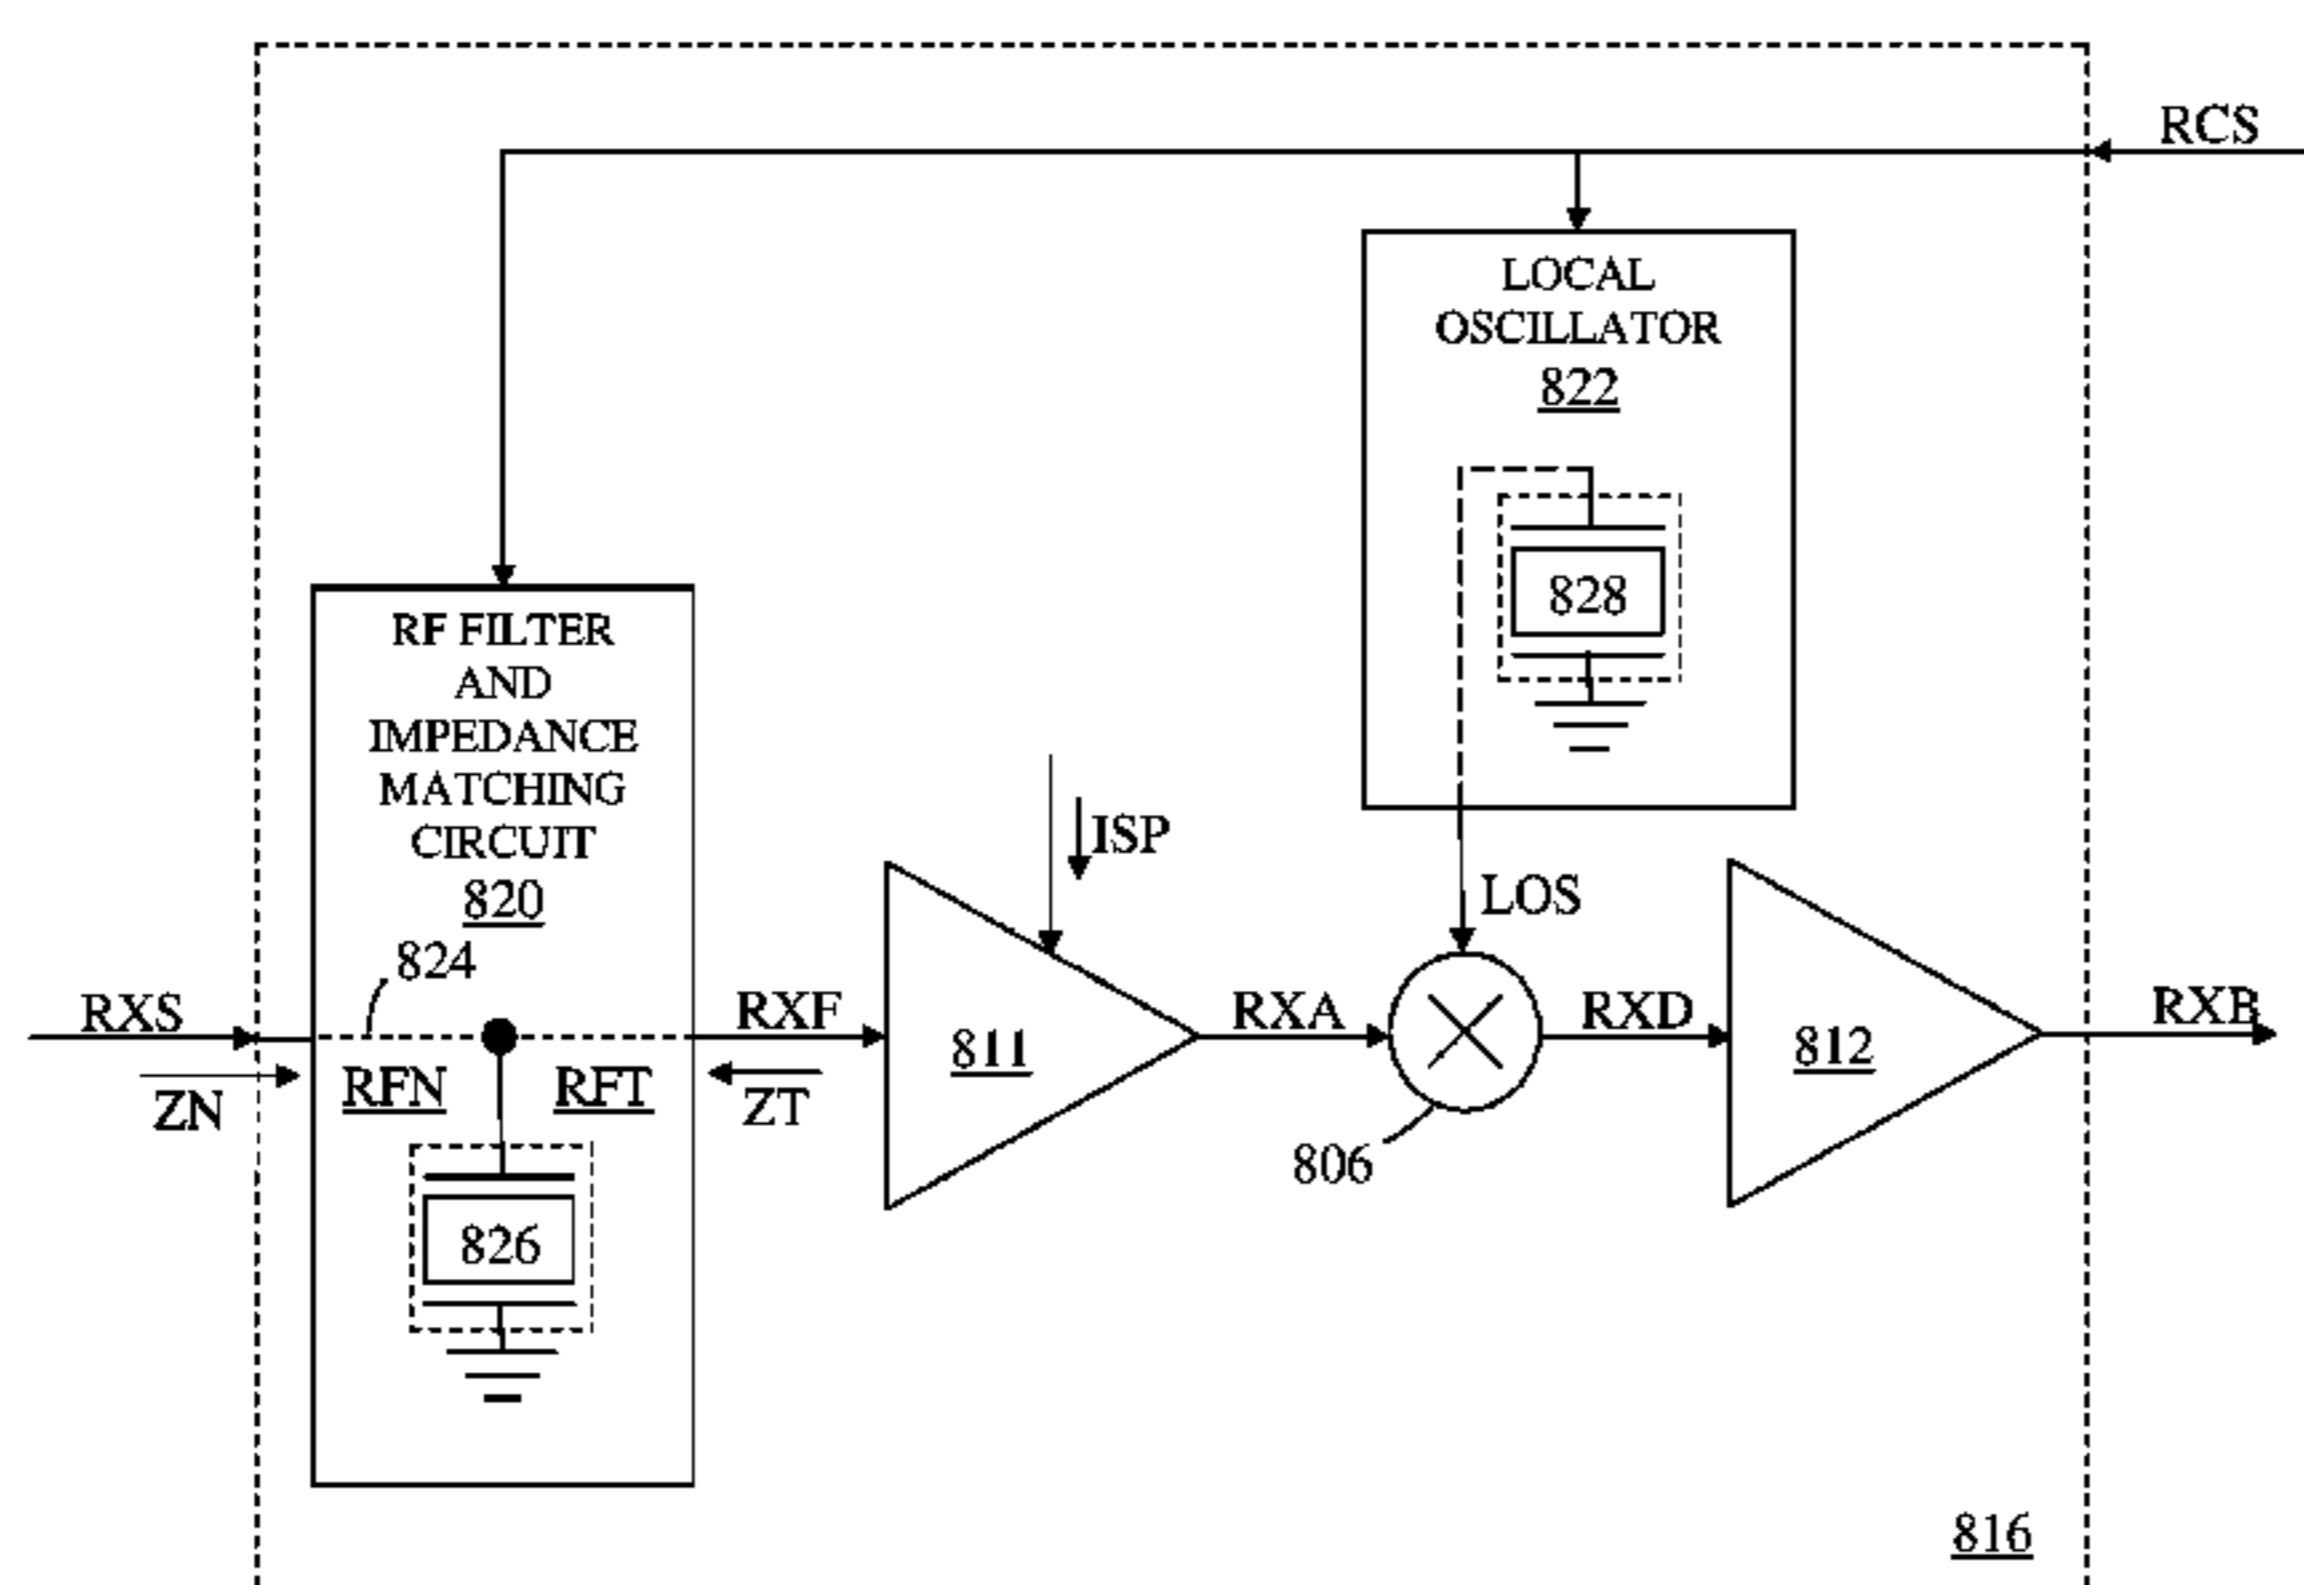 RCS
LOCAL
OSCILLATOR
822
828
RF FILTER
AND
IMPEDANCE
MATCHING
CIRCUIT
820
824
ISP
LOS
RXS
RXF
RXA
RXD
RXB
811
812
ZN
RFN
RFT
ZT
806
826
816